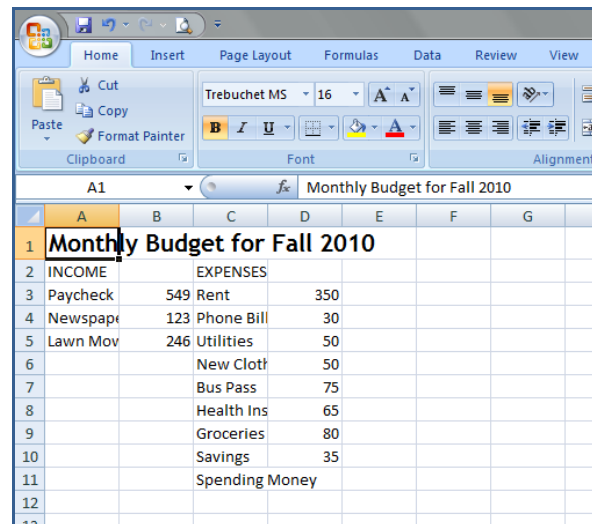 Home Insert Page Layout Formulas Data Review View
Cut
Copy
Paste
Format Painter
Clipboard
Trebuchet MS 16 A A
B I U A
Font
Alignment
A1 fx Monthly Budget for Fall 2010
A B C D E F G
1 Monthly Budget for Fall 2010
2 INCOME EXPENSES
3 Paycheck 549 Rent 350
4 Newspape 123 Phone Bill 30
5 Lawn Mov 246 Utilities 50
6 New Cloth 50
7 Bus Pass 75
8 Health Ins 65
9 Groceries 80
10 Savings 35
11 Spending Money
12
13